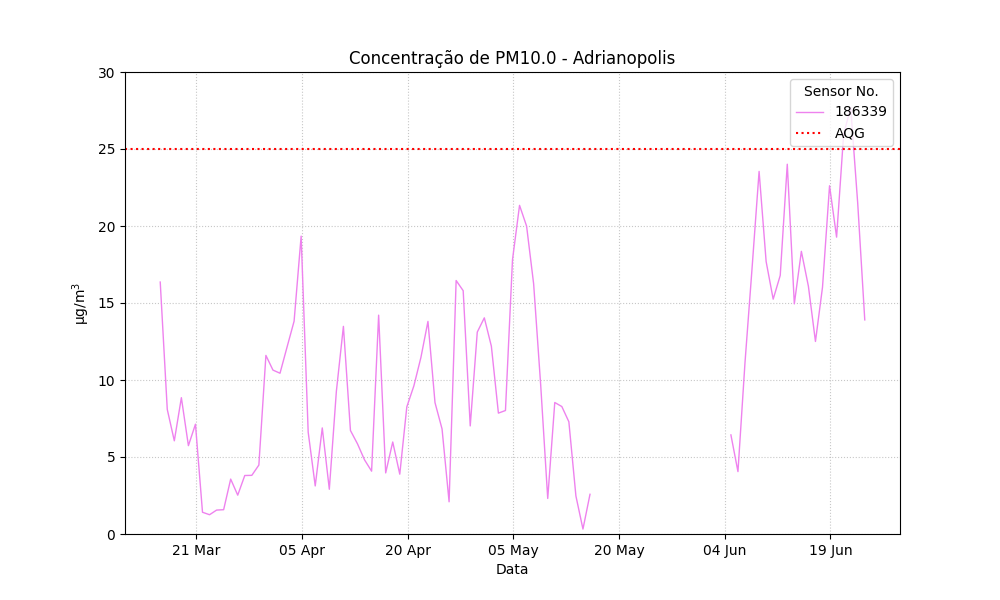 Concentração de PM10.0 - Adrianopolis
Sensor No.
186339
AQG
30
25
20
15
10
5
0
µg/m³
21 Mar
05 Apr
20 Apr
05 May
20 May
04 Jun
19 Jun
Data